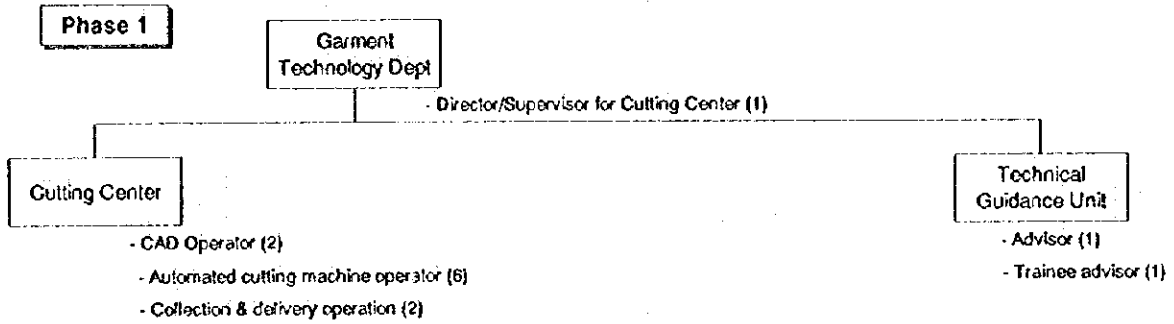 Phase 1
Garment
Technology Dept
- Director/Supervisor for Cutting Center (1)
Cutting Center
- CAD Operator (2)
- Automated cutting machine operator (6)
- Collection & delivery operation (2)
Technical
Guidance Unit
- Advisor (1)
- Trainee advisor (1)